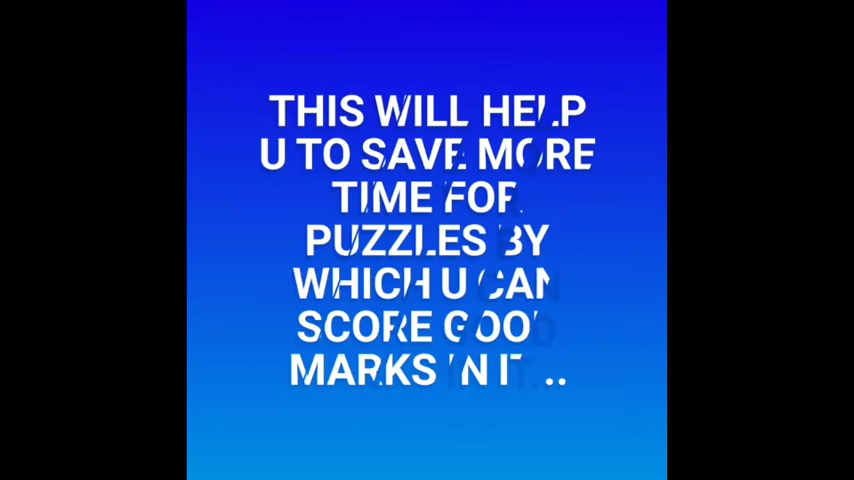 THIS WILL HELP
U TO SAVE MORE
TIME FOR
PUZZLES BY
WHICH U CAN
SCORE GOOD
MARKS IN IT...